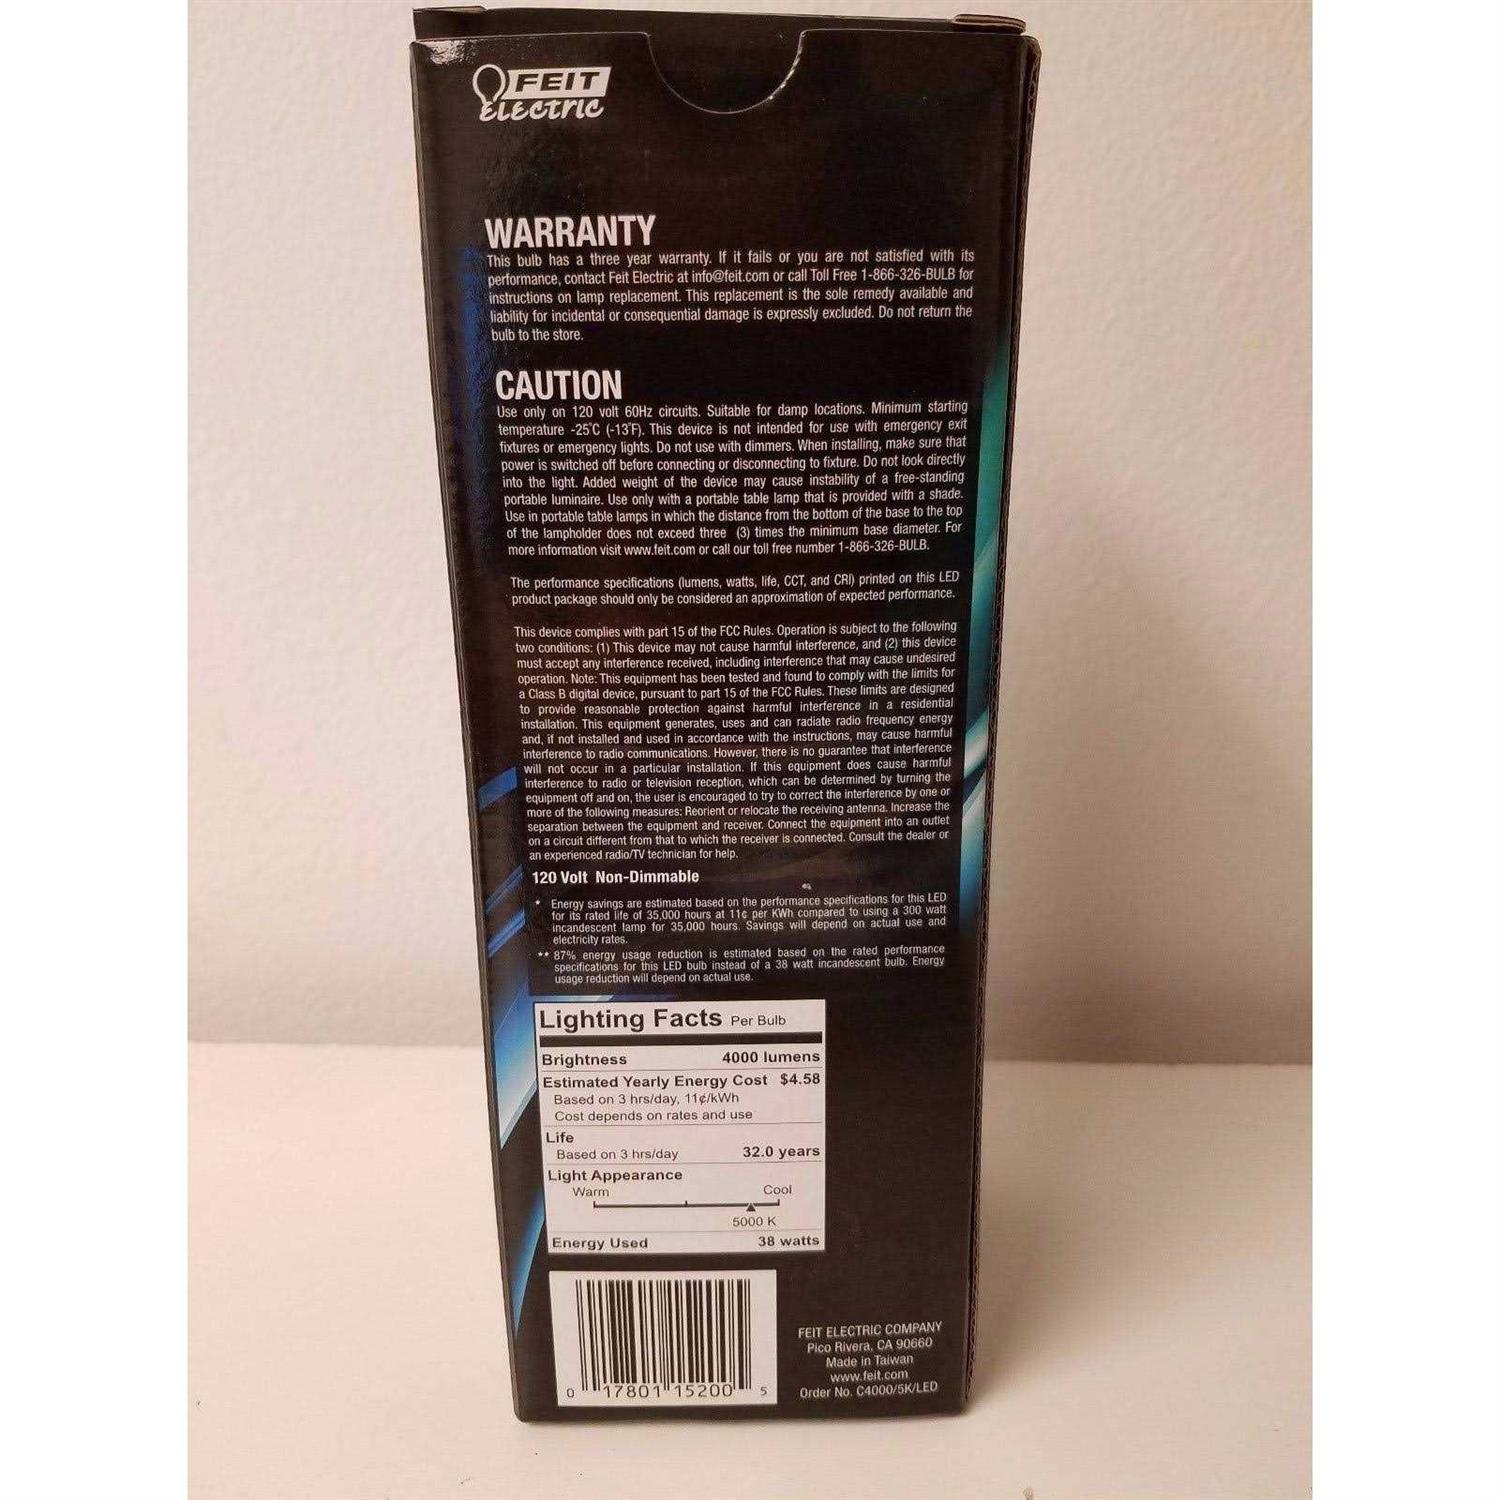 FEIT
Electric
WARRANTY
This bulb has a three year warranty. If it fails or you are not satisfied with its
performance, contact Feit Electric at info@feit.com or call Toll Free 1-866-326-BULB for
instructions on lamp replacement. This replacement is the sole remedy available and
liability for incidental or consequential damage is expressly excluded. Do not return the
bulb to the store.
CAUTION
Use only on 120 volt 60Hz circuits. Suitable for damp locations. Minimum starting
temperature -25°C (-13°F). This device is not intended for use with emergency exit
fixtures or emergency lights. Do not use with dimmers. When installing, make sure that
power is switched off before connecting or disconnecting to fixture. Do not look directly
into the light. Added weight of the device may cause instability of a free-standing
portable luminaire. Use only with a portable table lamp that is provided with a shade.
Use in portable table lamps in which the distance from the bottom of the base to the top
of the lampholder does not exceed three (3) times the minimum base diameter. For
more information visit www.feit.com or call our toll free number 1-866-326-BULB.
The performance specifications (lumens, watts, life, CCT, and CRI) printed on this LED
product package should only be considered an approximation of expected performance.
This device complies with part 15 of the FCC Rules. Operation is subject to the following
two conditions: (1) This device may not cause harmful interference, and (2) this device
must accept any interference received, including interference that may cause undesired
operation. Note: This equipment has been tested and found to comply with the limits for
a Class B digital device, pursuant to part 15 of the FCC Rules. These limits are designed
to provide reasonable protection against harmful interference in a residential
installation. This equipment generates, uses and can radiate radio frequency energy
and, if not installed and used in accordance with the instructions, may cause harmful
interference to radio communications. However, there is no guarantee that interference
will not occur in a particular installation. If this equipment does cause harmful
interference to radio or television reception, which can be determined by turning the
equipment off and on, the user is encouraged to try to correct the interference by one or
more of the following measures: Reorient or relocate the receiving antenna. Increase the
separation between the equipment and receiver. Connect the equipment into an outlet
on a circuit different from that to which the receiver is connected. Consult the dealer or
an experienced radio/TV technician for help.
120 Volt Non-Dimmable
* Energy savings are estimated based on the performance specifications for this LED
for its rated life of 35,000 hours at 11¢ per KWh compared to using a 300 watt
incandescent lamp for 35,000 hours. Savings will depend on actual use and
electricity rates.
** 87% energy usage reduction is estimated based on the rated performance
specifications for this LED bulb instead of a 38 watt incandescent bulb. Energy
usage reduction will depend on actual use.
Lighting Facts Per Bulb
Brightness 4000 lumens
Estimated Yearly Energy Cost $4.58
Based on 3 hrs/day, 11¢/kWh
Cost depends on rates and use
Life
Based on 3 hrs/day 32.0 years
Light Appearance
Warm Cool
5000 K
Energy Used 38 watts
0 17801 15200 5
FEIT ELECTRIC COMPANY
Pico Rivera, CA 90660
Made in Taiwan
www.feit.com
Order No. C4000/5K/LED